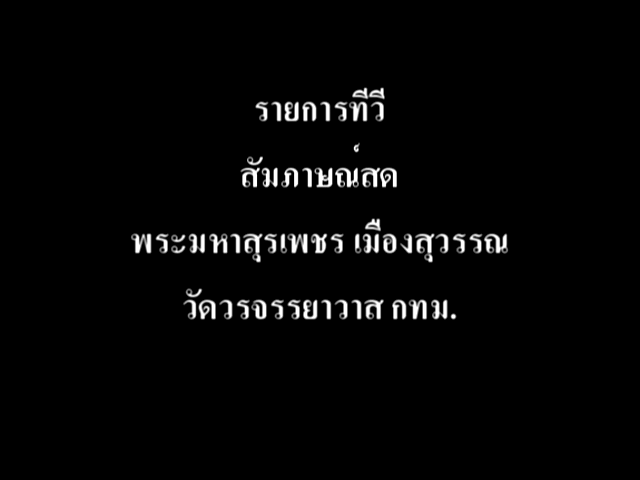 รายการทีวี
สัมภาษณ์สด
พระมหาสุรเพชร เมืองสุวรรณ
วัดวรจรรยาวาส กทม.